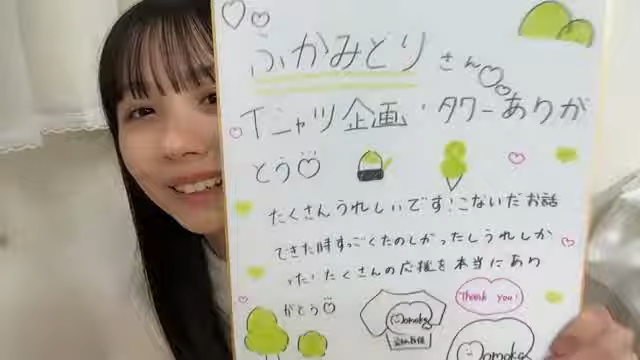 ふかみどりさん
Tシャツ企画・タワーありが
とう
たくさんうれしいです！こないだお話
できた時すっごくたのしかったしうれしか
った！たくさんの応援を本当にあり
がとう
Thank you!
Momoka
Momoka